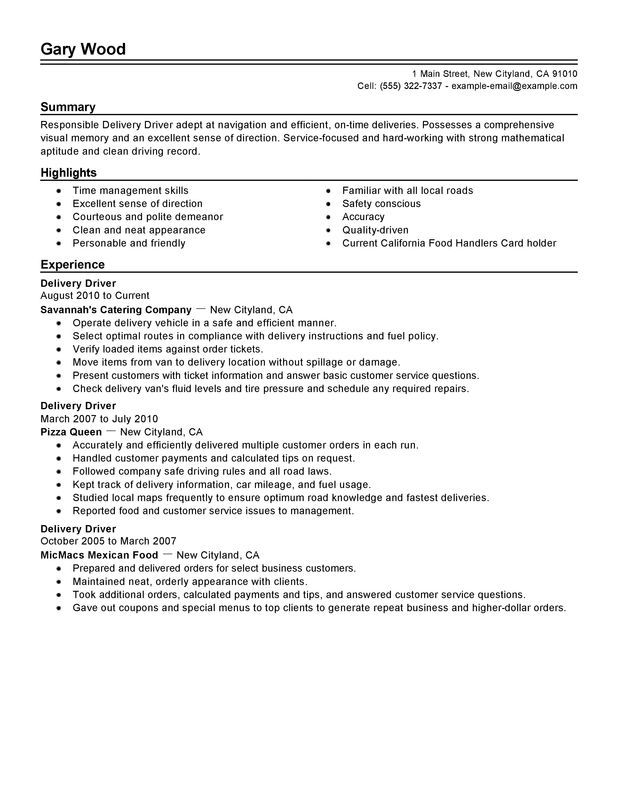 Gary Wood
1 Main Street, New Cityland, CA 91010
Cell: (555) 322-7337 - example-email@example.com
Summary
Responsible Delivery Driver adept at navigation and efficient, on-time deliveries. Possesses a comprehensive
visual memory and an excellent sense of direction. Service-focused and hard-working with strong mathematical
aptitude and clean driving record.
Highlights
• Time management skills
• Excellent sense of direction
• Courteous and polite demeanor
• Clean and neat appearance
• Personable and friendly
• Familiar with all local roads
• Safety conscious
• Accuracy
• Quality-driven
• Current California Food Handlers Card holder
Experience
Delivery Driver
August 2010 to Current
Savannah's Catering Company — New Cityland, CA
• Operate delivery vehicle in a safe and efficient manner.
• Select optimal routes in compliance with delivery instructions and fuel policy.
• Verify loaded items against order tickets.
• Move items from van to delivery location without spillage or damage.
• Present customers with ticket information and answer basic customer service questions.
• Check delivery van's fluid levels and tire pressure and schedule any required repairs.
Delivery Driver
March 2007 to July 2010
Pizza Queen — New Cityland, CA
• Accurately and efficiently delivered multiple customer orders in each run.
• Handled customer payments and calculated tips on request.
• Followed company safe driving rules and all road laws.
• Kept track of delivery information, car mileage, and fuel usage.
• Studied local maps frequently to ensure optimum road knowledge and fastest deliveries.
• Reported food and customer service issues to management.
Delivery Driver
October 2005 to March 2007
MicMacs Mexican Food — New Cityland, CA
• Prepared and delivered orders for select business customers.
• Maintained neat, orderly appearance with clients.
• Took additional orders, calculated payments and tips, and answered customer service questions.
• Gave out coupons and special menus to top clients to generate repeat business and higher-dollar orders.